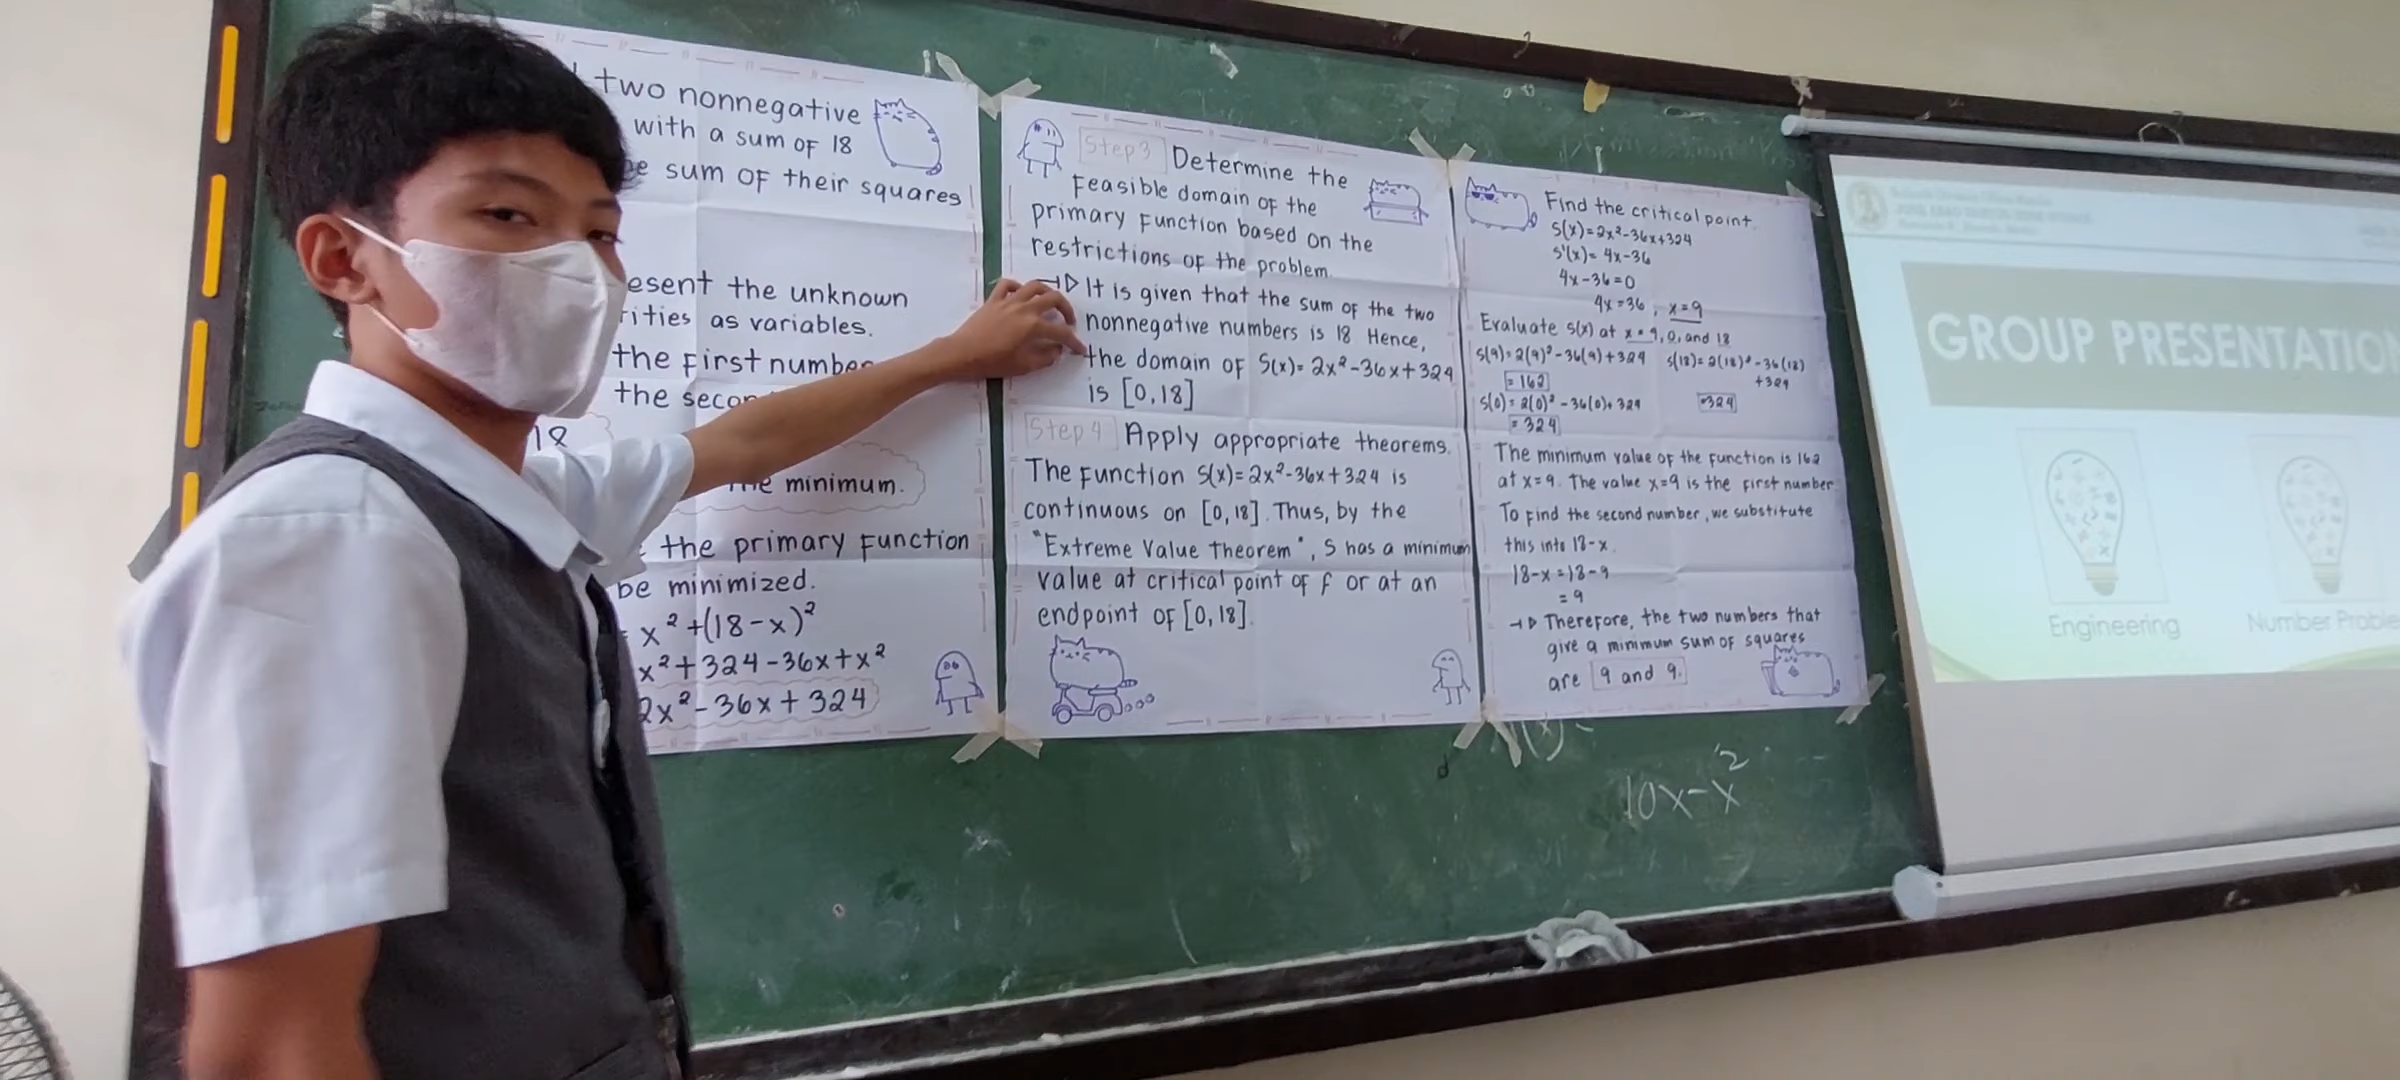 two nonnegative
with a sum of 18
sum of their squares
esent the unknown
ities as variables.
the first number
the secon
18
minimum.
the primary function
be minimized.
= x² + (18 - x)²
x² + 324 - 36x + x²
2x² - 36x + 324
Step 3 Determine the
feasible domain of the
primary function based on the
restrictions of the problem.
→ It is given that the sum of the two
nonnegative numbers is 18 Hence,
the domain of S(x) = 2x² - 36x + 324
is [0,18]
Step 4 Apply appropriate theorems.
The function S(x) = 2x² - 36x + 324 is
continuous on [0,18]. Thus, by the
"Extreme Value Theorem", S has a minimum
value at critical point of f or at an
endpoint of [0,18].
Find the critical point.
S(x) = 2x² - 36x + 324
S'(x) = 4x - 36
4x - 36 = 0
4x = 36, x = 9
Evaluate S(x) at x = 9, 0, and 18
S(9) = 2(9)² - 36(9) + 324
= 162
S(0) = 2(0)² - 36(0) + 324
= 324
S(18) = 2(18)² - 36(18)
+ 324
= 324
The minimum value of the function is 162
at x = 9. The value x = 9 is the first number.
To find the second number, we substitute
this into 18 - x.
18 - x = 18 - 9
= 9
→ Therefore, the two numbers that
give a minimum sum of squares
are 9 and 9.
10x - x²
GROUP PRESENTATION
Engineering
Number Proble